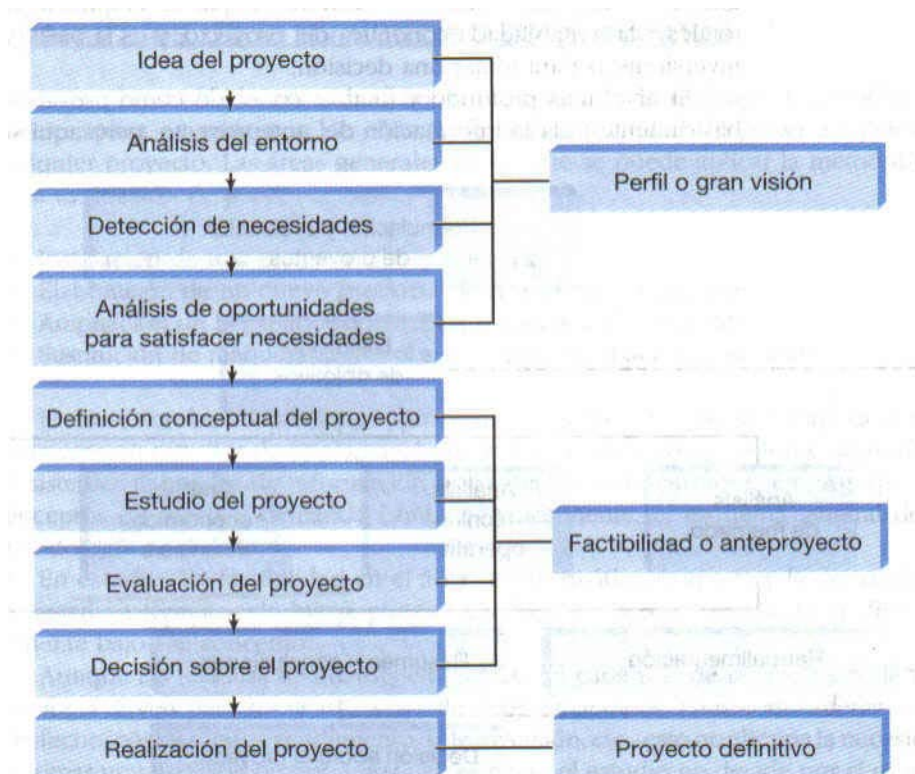 Idea del proyecto
Análisis del entorno
Detección de necesidades
Análisis de oportunidades
para satisfacer necesidades
Perfil o gran visión
Definición conceptual del proyecto
Estudio del proyecto
Evaluación del proyecto
Decisión sobre el proyecto
Factibilidad o anteproyecto
Realización del proyecto
Proyecto definitivo